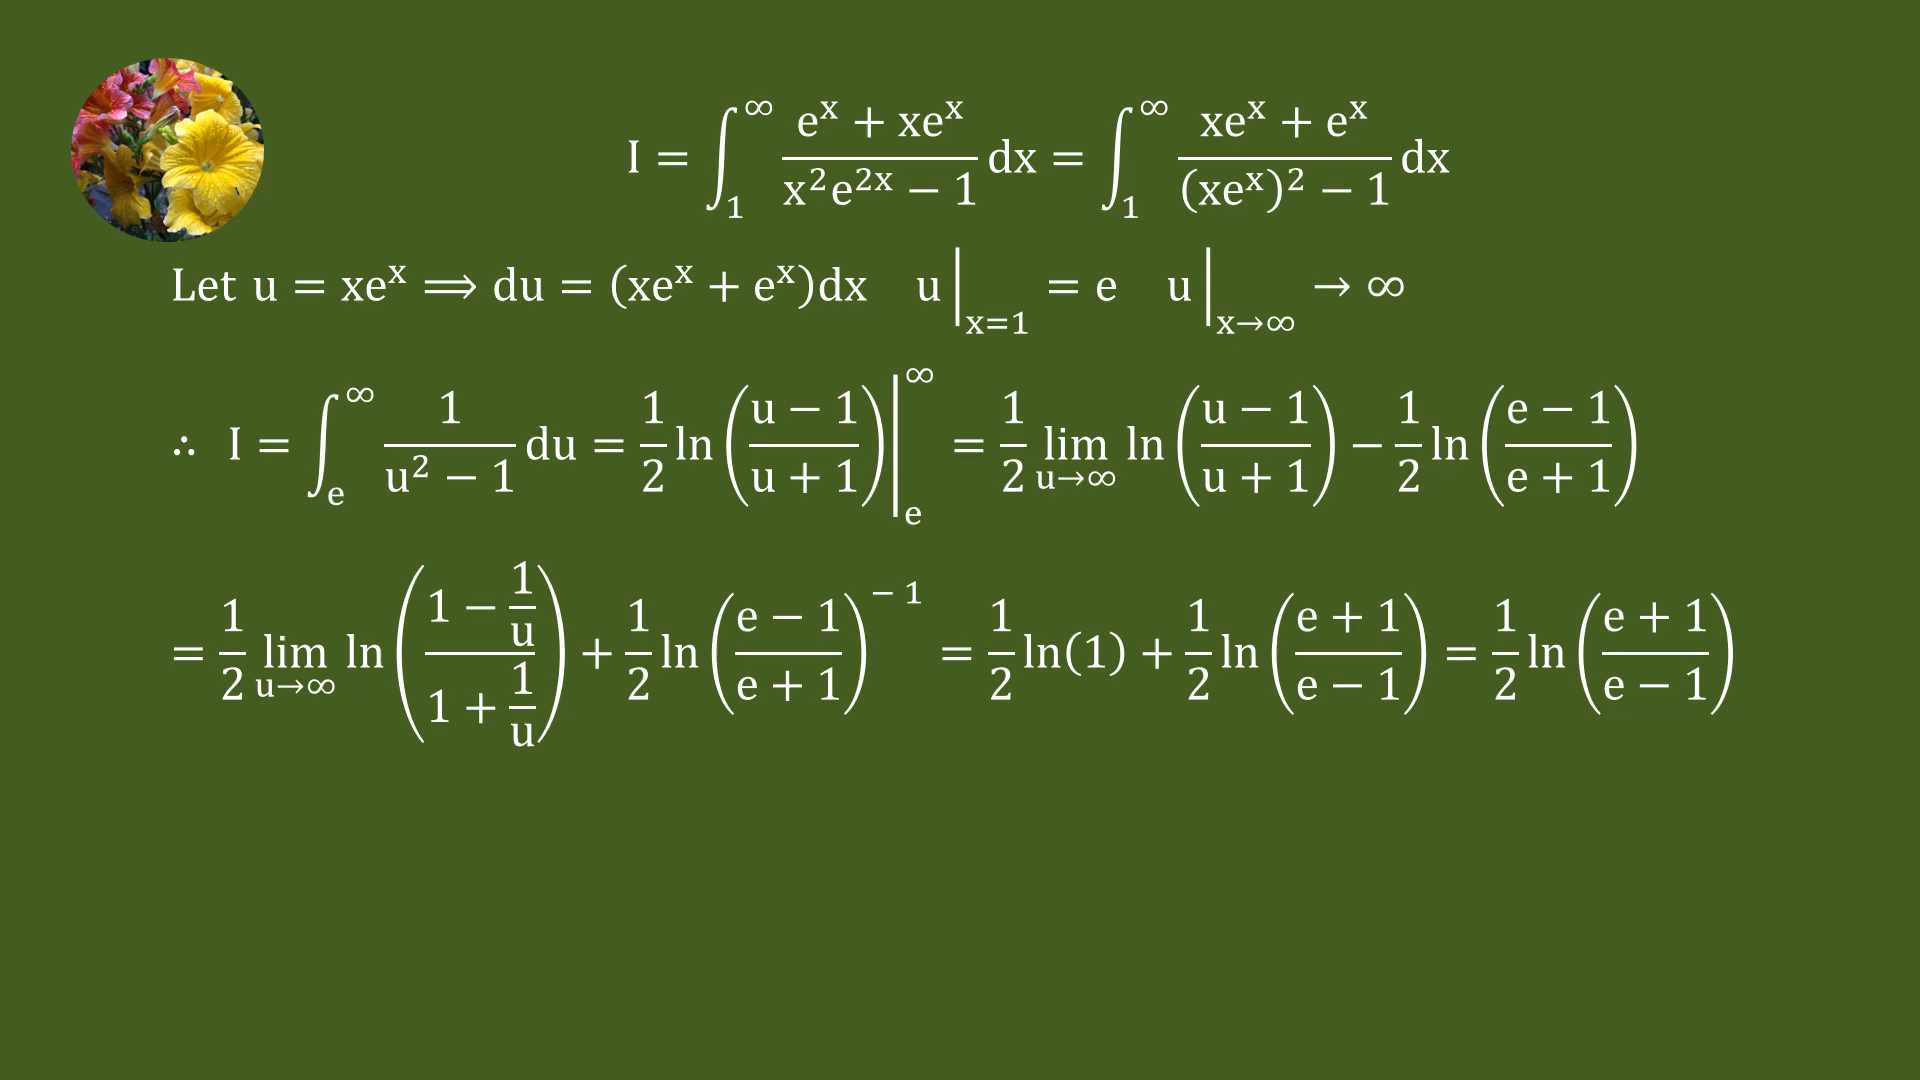 I = ∫₁^∞ (eˣ + xeˣ)/(x²e²ˣ − 1) dx = ∫₁^∞ (xeˣ + eˣ)/((xeˣ)² − 1) dx
Let u = xeˣ ⟹ du = (xeˣ + eˣ)dx   u|ₓ₌₁ = e   u|ₓ→∞ → ∞
∴ I = ∫ₑ^∞ 1/(u² − 1) du = 1/2 ln((u − 1)/(u + 1)) |ₑ^∞ = 1/2 lim_{u→∞} ln((u − 1)/(u + 1)) − 1/2 ln((e − 1)/(e + 1))
= 1/2 lim_{u→∞} ln((1 − 1/u)/(1 + 1/u)) + 1/2 ln((e − 1)/(e + 1))⁻¹ = 1/2 ln(1) + 1/2 ln((e + 1)/(e − 1)) = 1/2 ln((e + 1)/(e − 1))